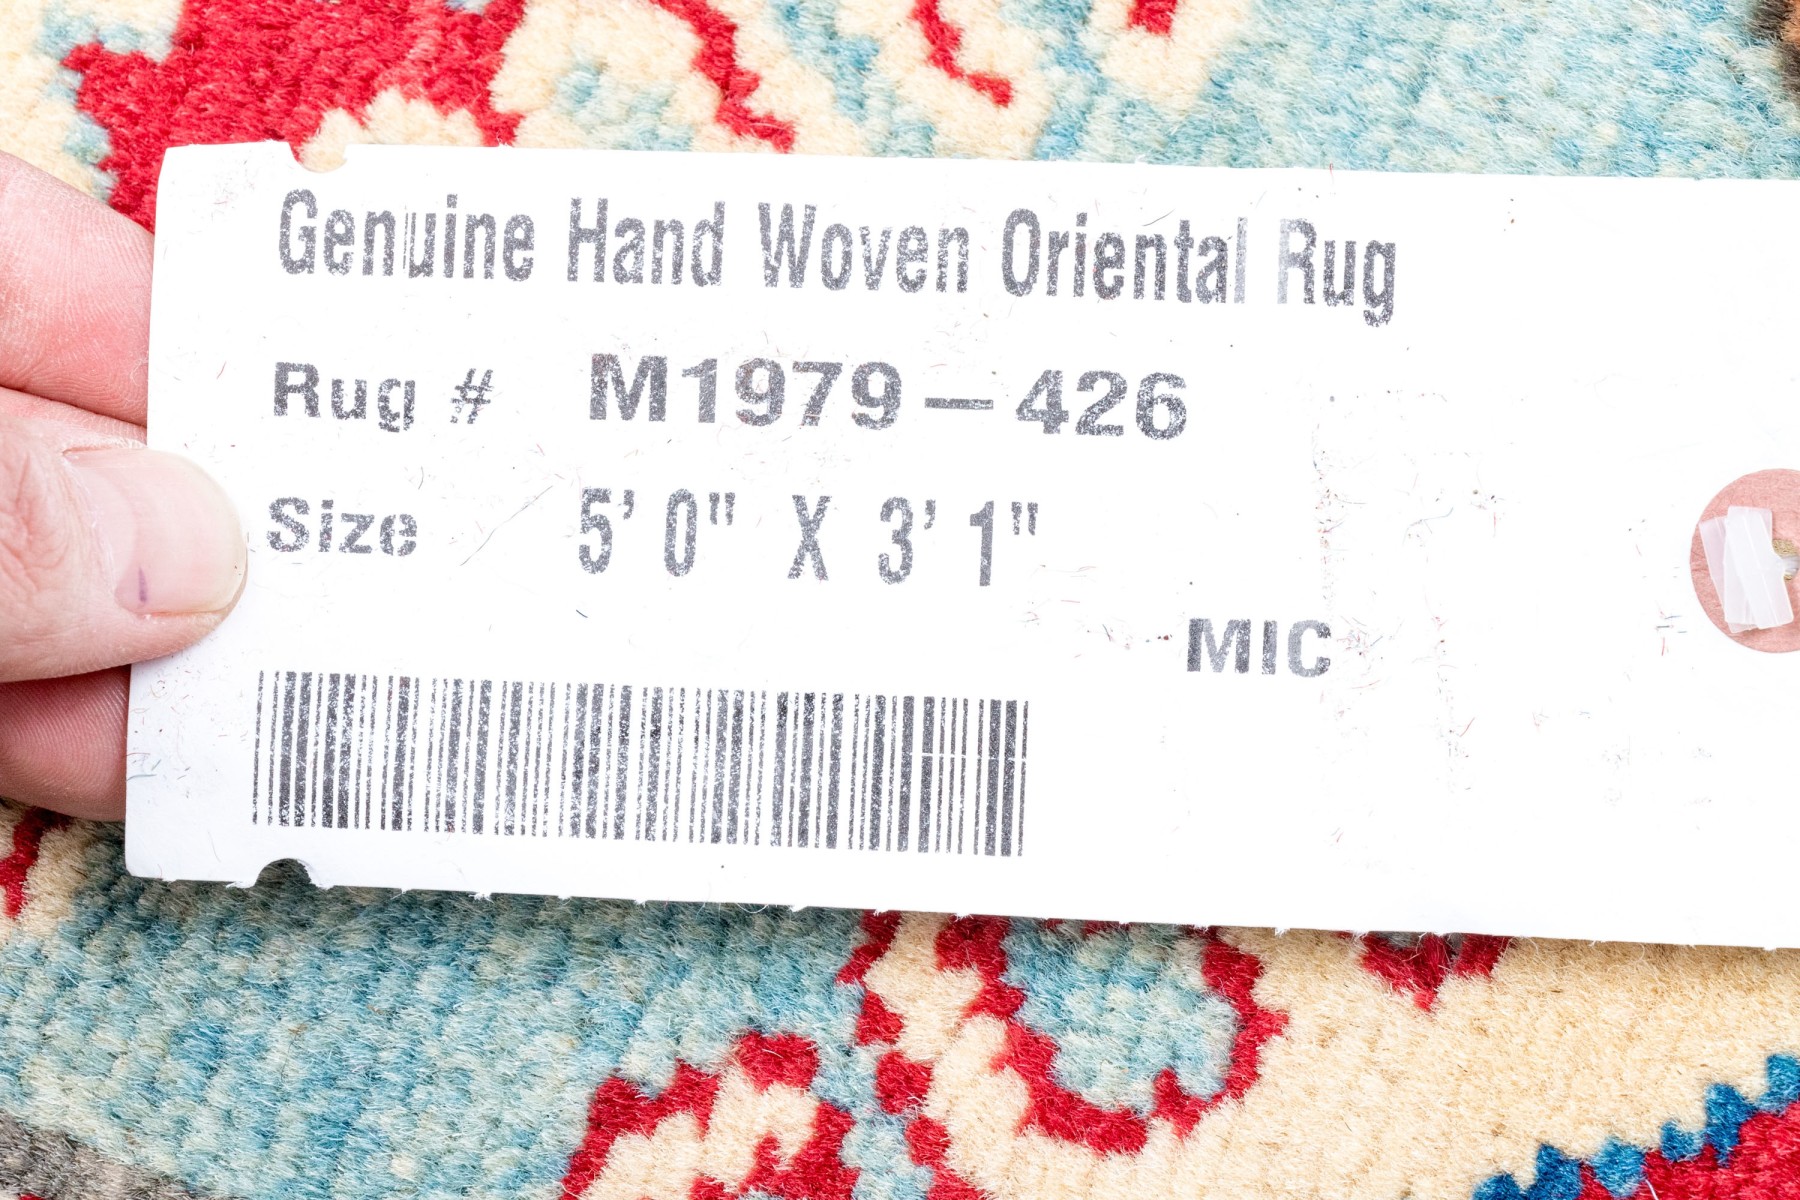 Genuine Hand Woven Oriental Rug
Rug # M1979-426
Size 5' 0" X 3' 1"
MIC